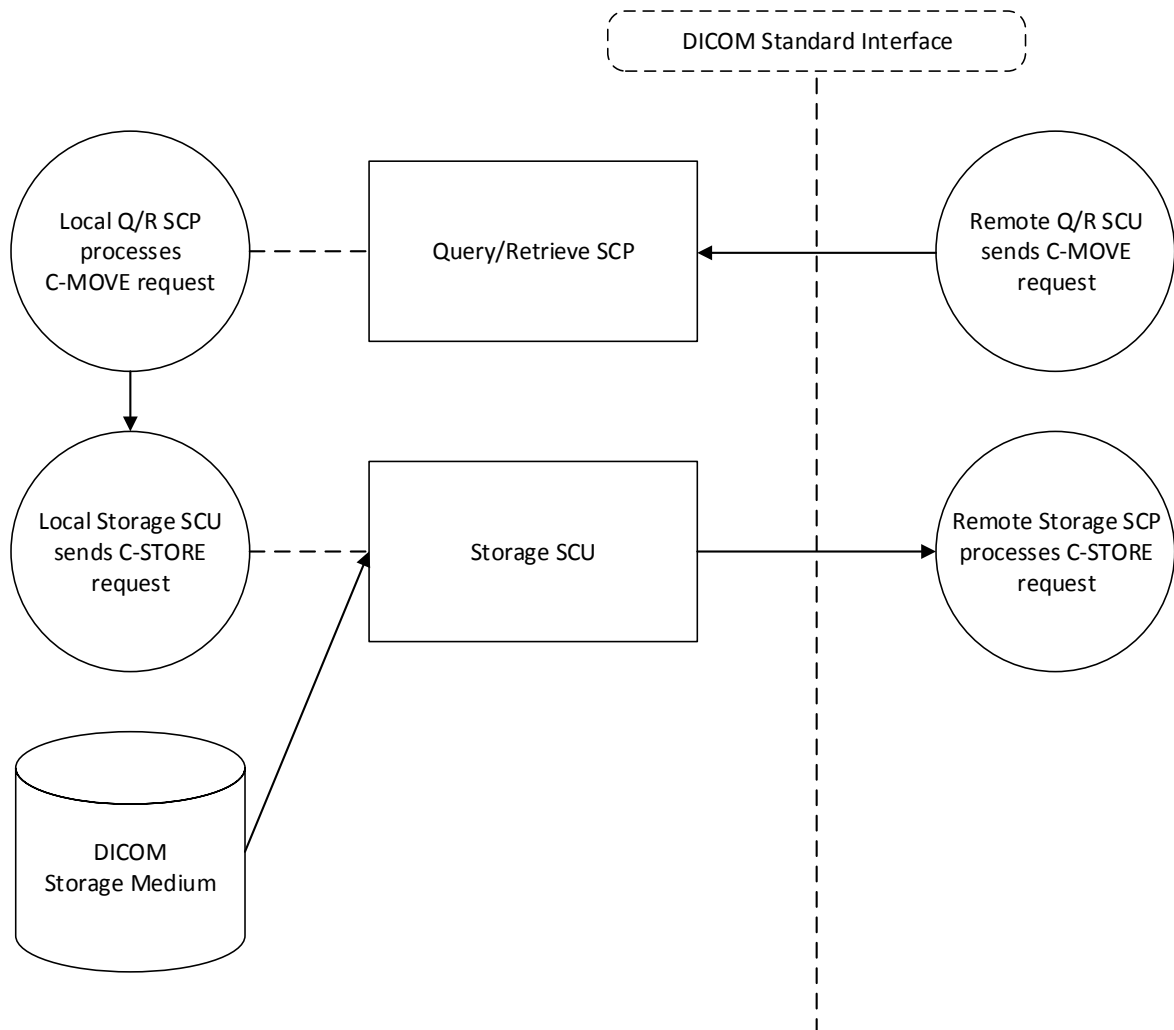 DICOM Standard Interface
Local Q/R SCP
processes
C-MOVE request
Query/Retrieve SCP
Remote Q/R SCU
sends C-MOVE
request
Local Storage SCU
sends C-STORE
request
Storage SCU
Remote Storage SCP
processes C-STORE
request
DICOM
Storage Medium